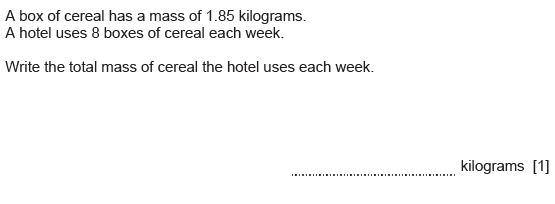 A box of cereal has a mass of 1.85 kilograms.
A hotel uses 8 boxes of cereal each week.
Write the total mass of cereal the hotel uses each week.
kilograms [1]